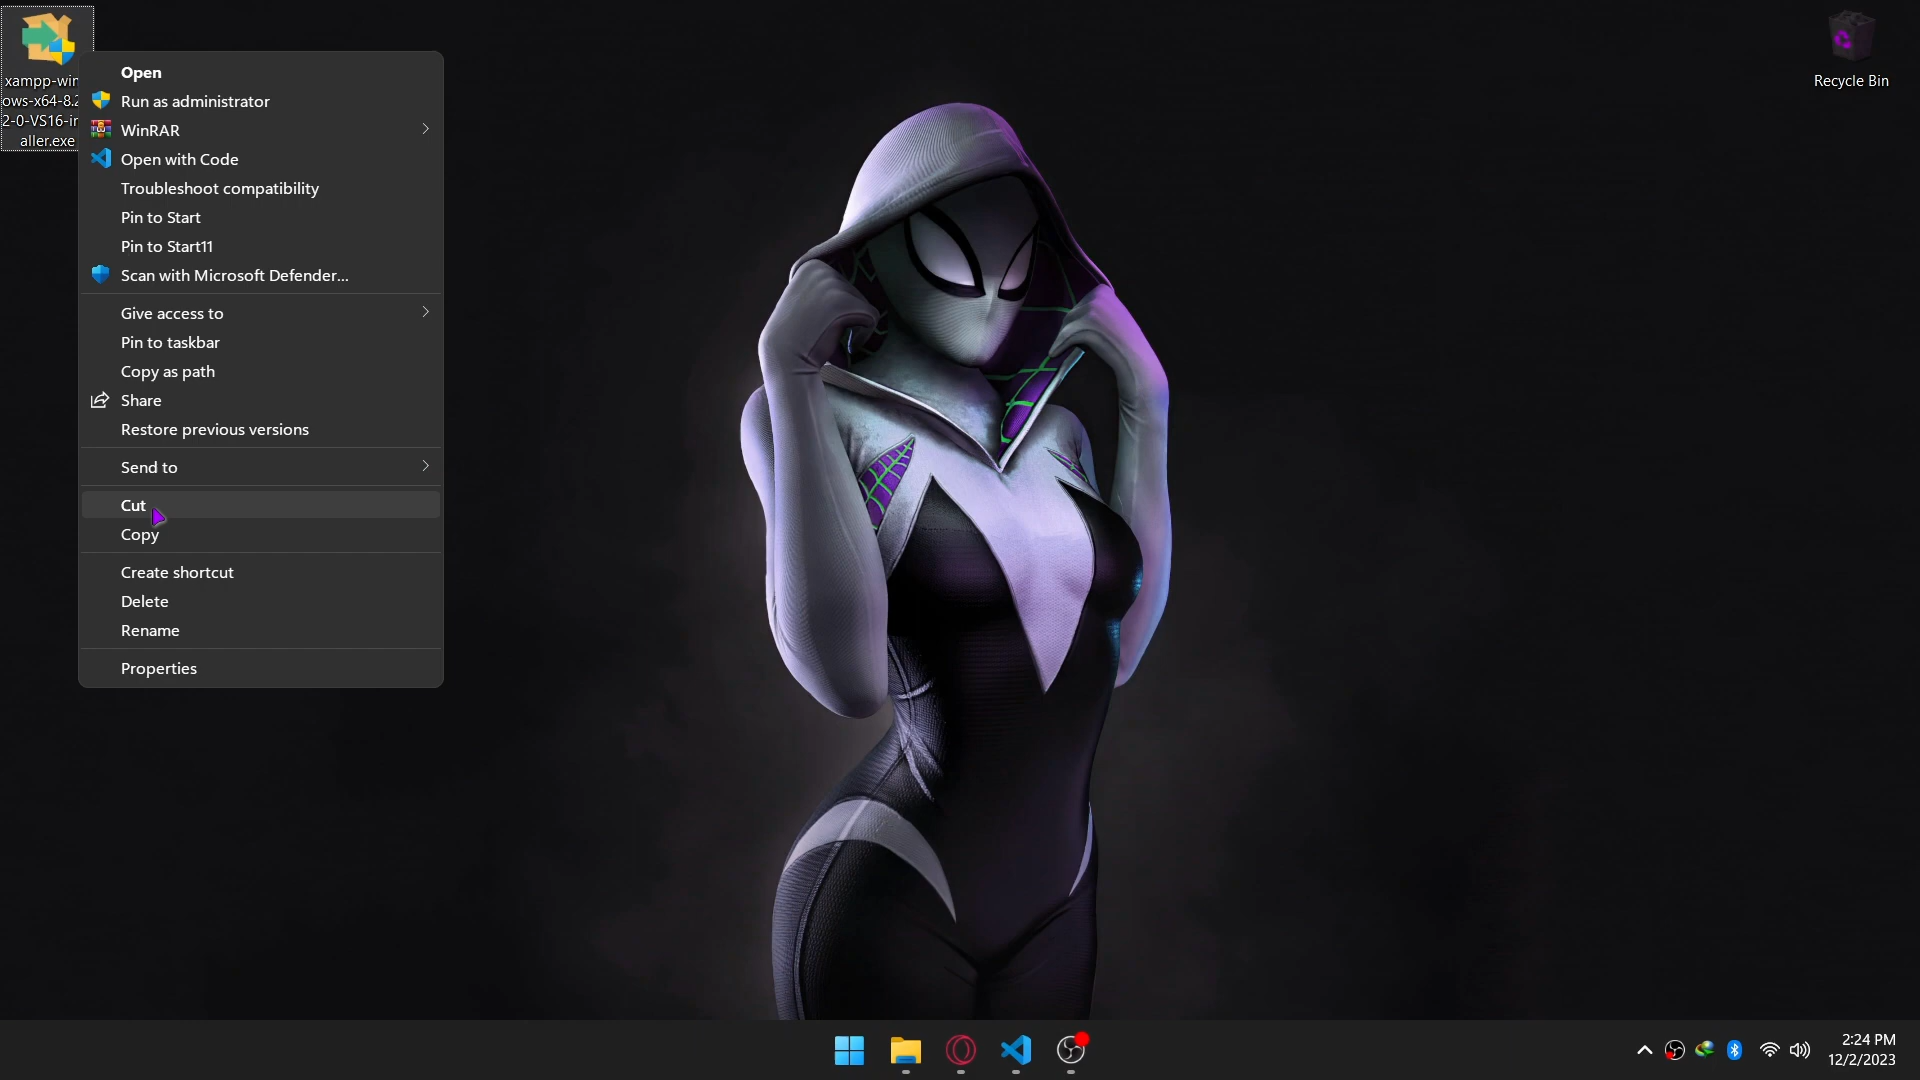 xampp-win
ows-x64-8.2
2-0-VS16-in
aller.exe
Open
Run as administrator
WinRAR
Open with Code
Troubleshoot compatibility
Pin to Start
Pin to Start11
Scan with Microsoft Defender...
Give access to
Pin to taskbar
Copy as path
Share
Restore previous versions
Send to
Cut
Copy
Create shortcut
Delete
Rename
Properties
Recycle Bin
2:24 PM
12/2/2023